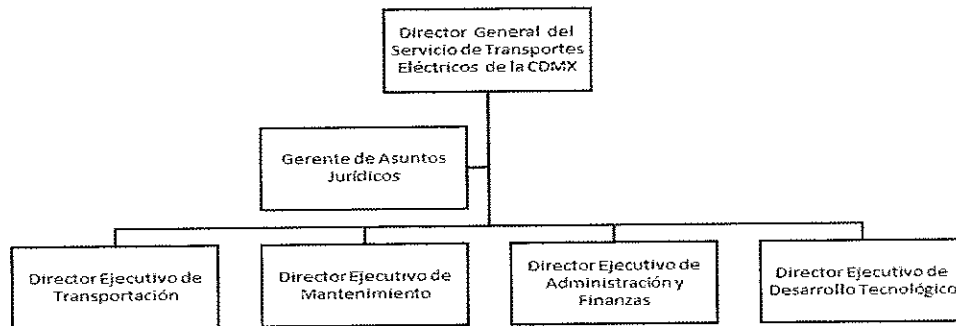 Director General del
Servicio de Transportes
Eléctricos de la CDMX
Gerente de Asuntos
Jurídicos
Director Ejecutivo de
Transportación
Director Ejecutivo de
Mantenimiento
Director Ejecutivo de
Administración y
Finanzas
Director Ejecutivo de
Desarrollo Tecnológico